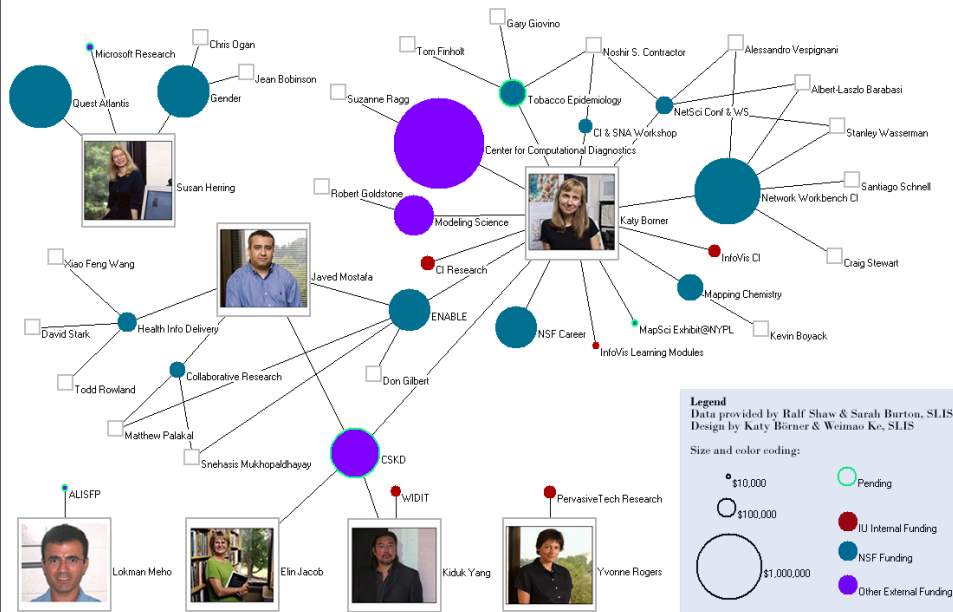 Gary Giovino
Chris Ogan
Tom Finholt
Noshir S. Contractor
Alessandro Vespignani
Microsoft Research
Jean Bobinson
Albert-Laszlo Barabasi
Quest Atlantis
Gender
Suzanne Ragg
Tobacco Epidemiology
NetSci Conf & WS
CI & SNA Workshop
Stanley Wasserman
Center for Computational Diagnostics
Susan Herring
Robert Goldstone
Santiago Schnell
Network Workbench CI
Modeling Science
Katy Borner
Xiao Feng Wang
Javed Mostafa
CI Research
InfoVis CI
Craig Stewart
Mapping Chemistry
David Stark
Health Info Delivery
ENABLE
NSF Career
MapSci Exhibit@NYPL
Kevin Boyack
InfoVis Learning Modules
Todd Rowland
Collaborative Research
Don Gilbert
Matthew Palakal
Snehasis Mukhopaldhayay
CSKD
ALISFP
WIDIT
PervasiveTech Research
Lokman Meho
Elin Jacob
Kiduk Yang
Yvonne Rogers
Legend
Data provided by Ralf Shaw & Sarah Burton, SLIS
Design by Katy Börner & Weimao Ke, SLIS
Size and color coding:
$10,000
Pending
$100,000
IU Internal Funding
NSF Funding
$1,000,000
Other External Funding